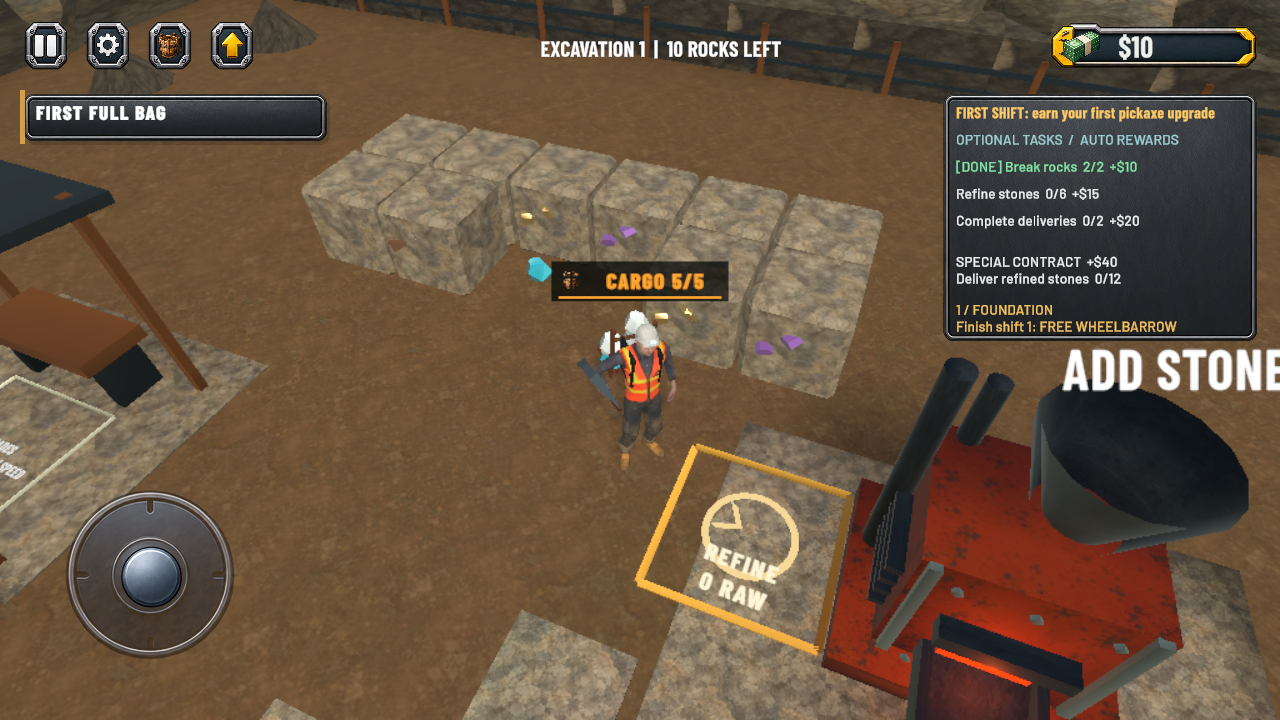 EXCAVATION 1 | 10 ROCKS LEFT
$10
FIRST FULL BAG
FIRST SHIFT: earn your first pickaxe upgrade
OPTIONAL TASKS / AUTO REWARDS
[DONE] Break rocks 2/2 +$10
Refine stones 0/6 +$15
Complete deliveries 0/2 +$20
SPECIAL CONTRACT +$40
Deliver refined stones 0/12
1 / FOUNDATION
Finish shift 1: FREE WHEELBARROW
CARGO 5/5
ADD STONE
REFINE
0 RAW